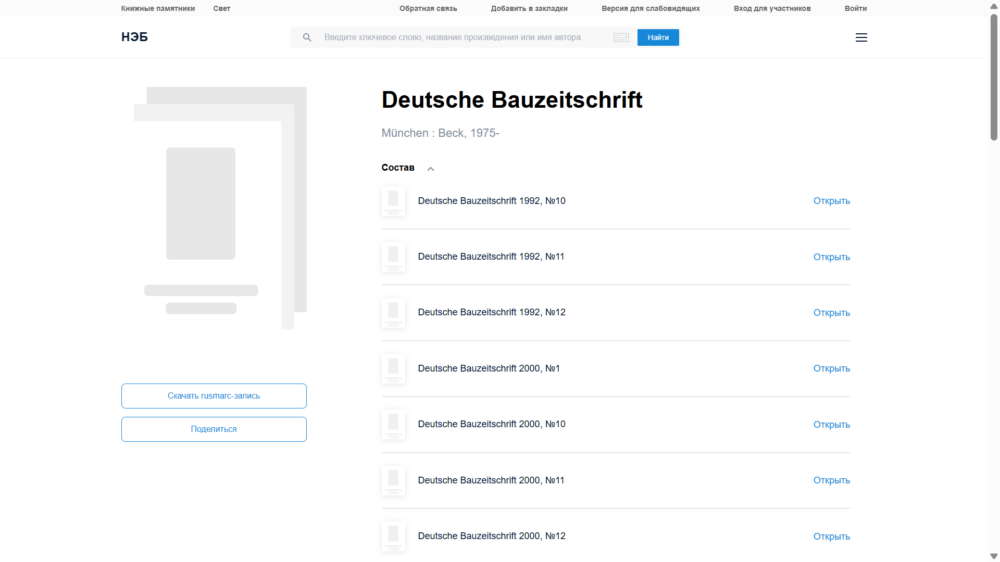 Книжные памятники Свет Обратная связь Добавить в закладки Версия для слабовидящих Вход для участников Войти
НЭБ Введите ключевое слово, название произведения или имя автора Найти
Deutsche Bauzeitschrift
München : Beck, 1975-
Состав
Deutsche Bauzeitschrift 1992, №10 Открыть
Deutsche Bauzeitschrift 1992, №11 Открыть
Deutsche Bauzeitschrift 1992, №12 Открыть
Deutsche Bauzeitschrift 2000, №1 Открыть
Deutsche Bauzeitschrift 2000, №10 Открыть
Deutsche Bauzeitschrift 2000, №11 Открыть
Deutsche Bauzeitschrift 2000, №12 Открыть
Скачать rusmarc-запись
Поделиться